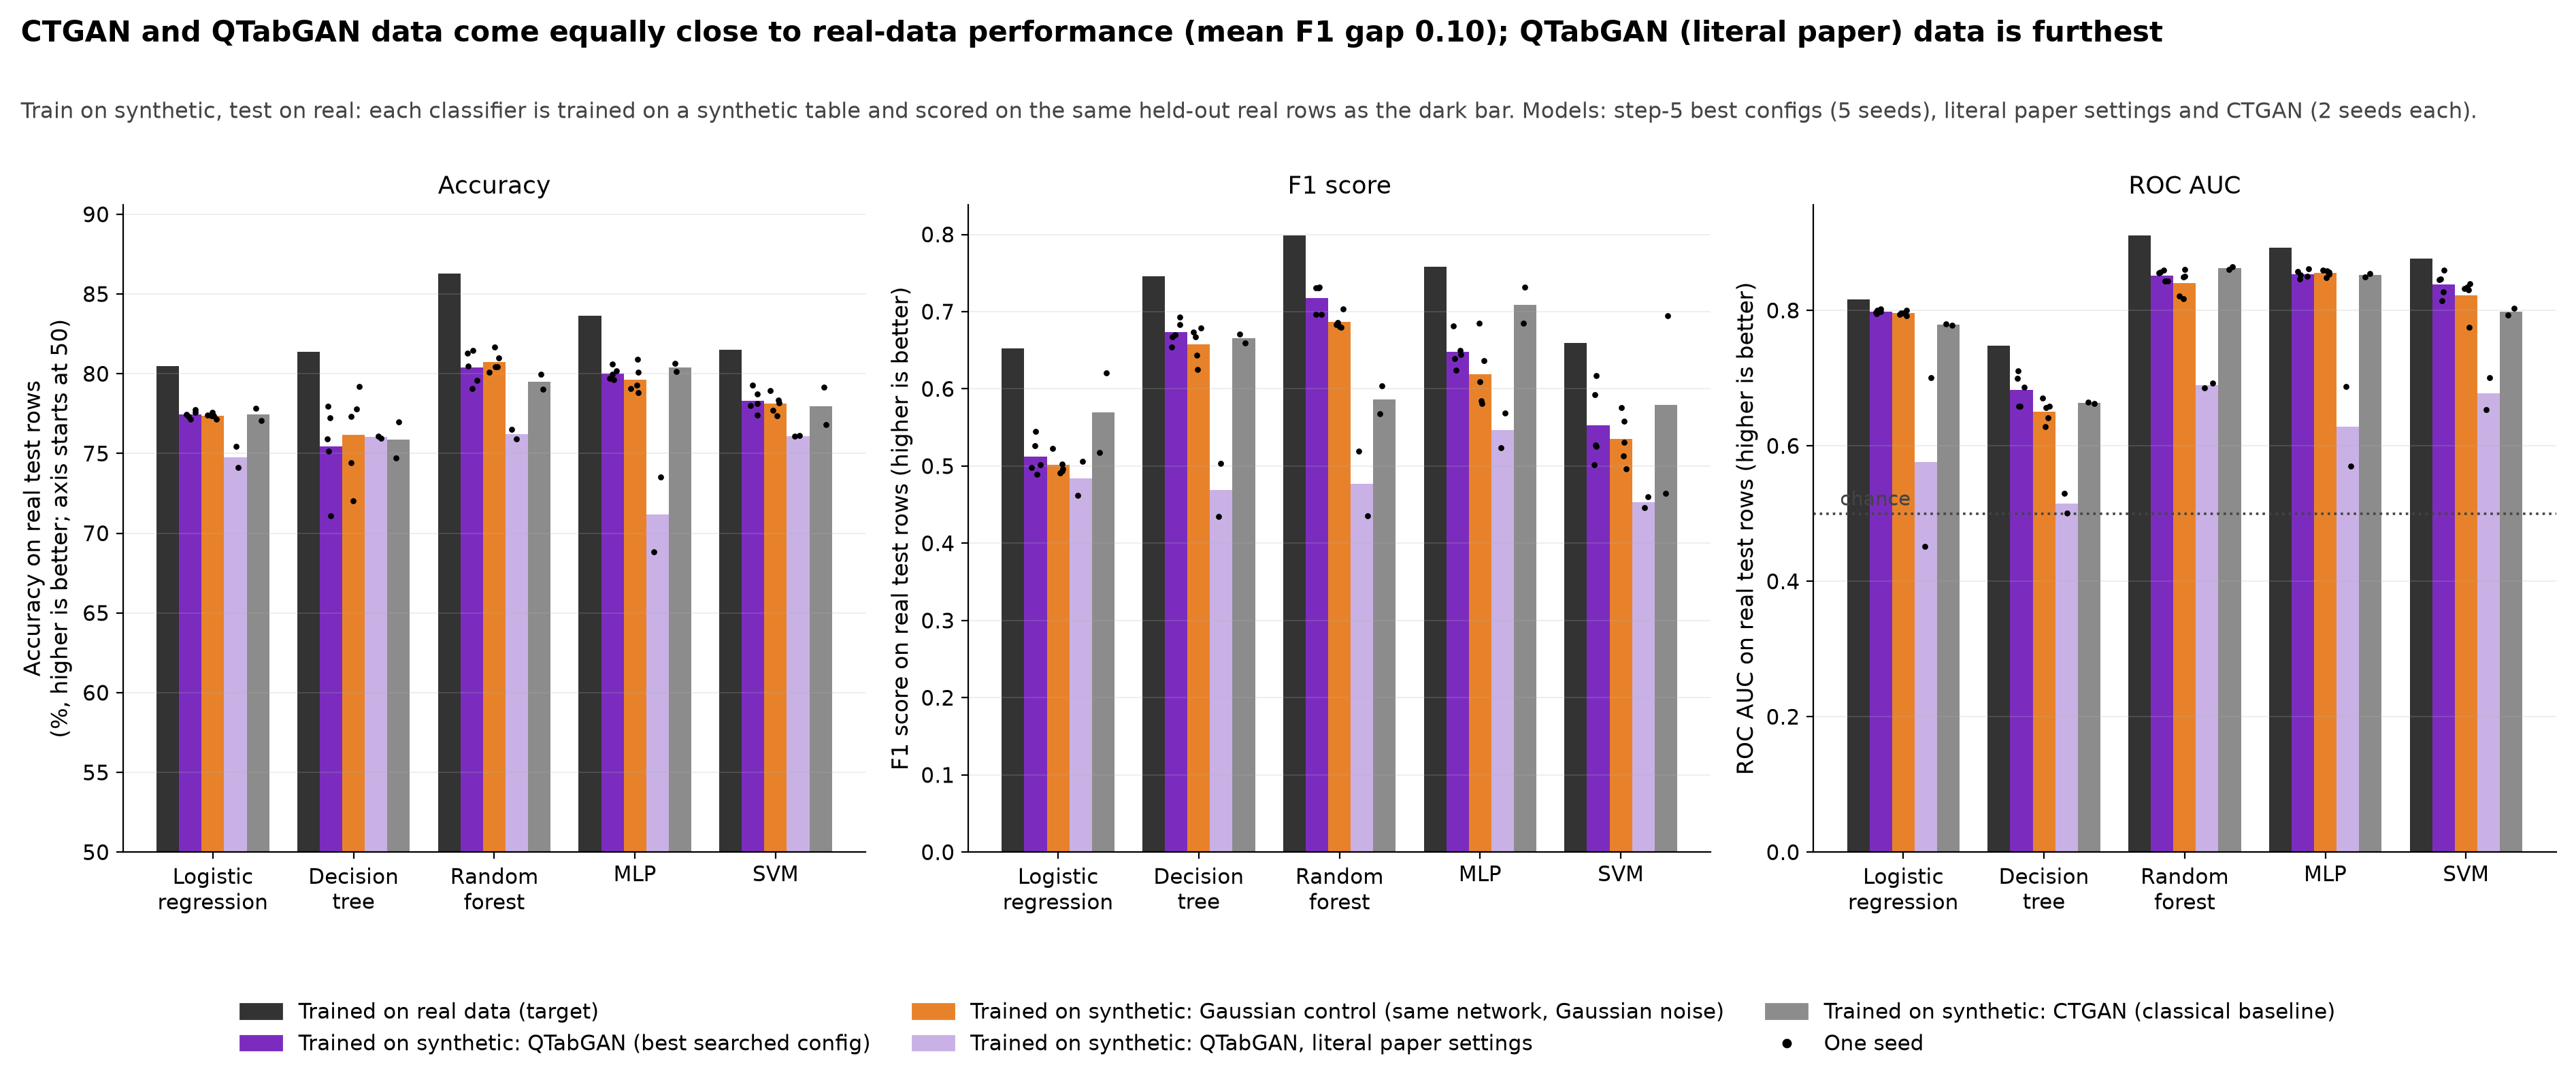 CTGAN and QTabGAN data come equally close to real-data performance (mean F1 gap 0.10); QTabGAN (literal paper) data is furthest
Train on synthetic, test on real: each classifier is trained on a synthetic table and scored on the same held-out real rows as the dark bar. Models: step-5 best configs (5 seeds), literal paper settings and CTGAN (2 seeds each).
Accuracy
Accuracy on real test rows
(%, higher is better; axis starts at 50)
90
85
80
75
70
65
60
55
50
Logistic
regression
Decision
tree
Random
forest
MLP
SVM
F1 score
F1 score on real test rows (higher is better)
0.8
0.7
0.6
0.5
0.4
0.3
0.2
0.1
0.0
Logistic
regression
Decision
tree
Random
forest
MLP
SVM
ROC AUC
ROC AUC on real test rows (higher is better)
0.8
0.6
0.4
0.2
0.0
chance
Logistic
regression
Decision
tree
Random
forest
MLP
SVM
Trained on real data (target)
Trained on synthetic: QTabGAN (best searched config)
Trained on synthetic: Gaussian control (same network, Gaussian noise)
Trained on synthetic: QTabGAN, literal paper settings
Trained on synthetic: CTGAN (classical baseline)
One seed